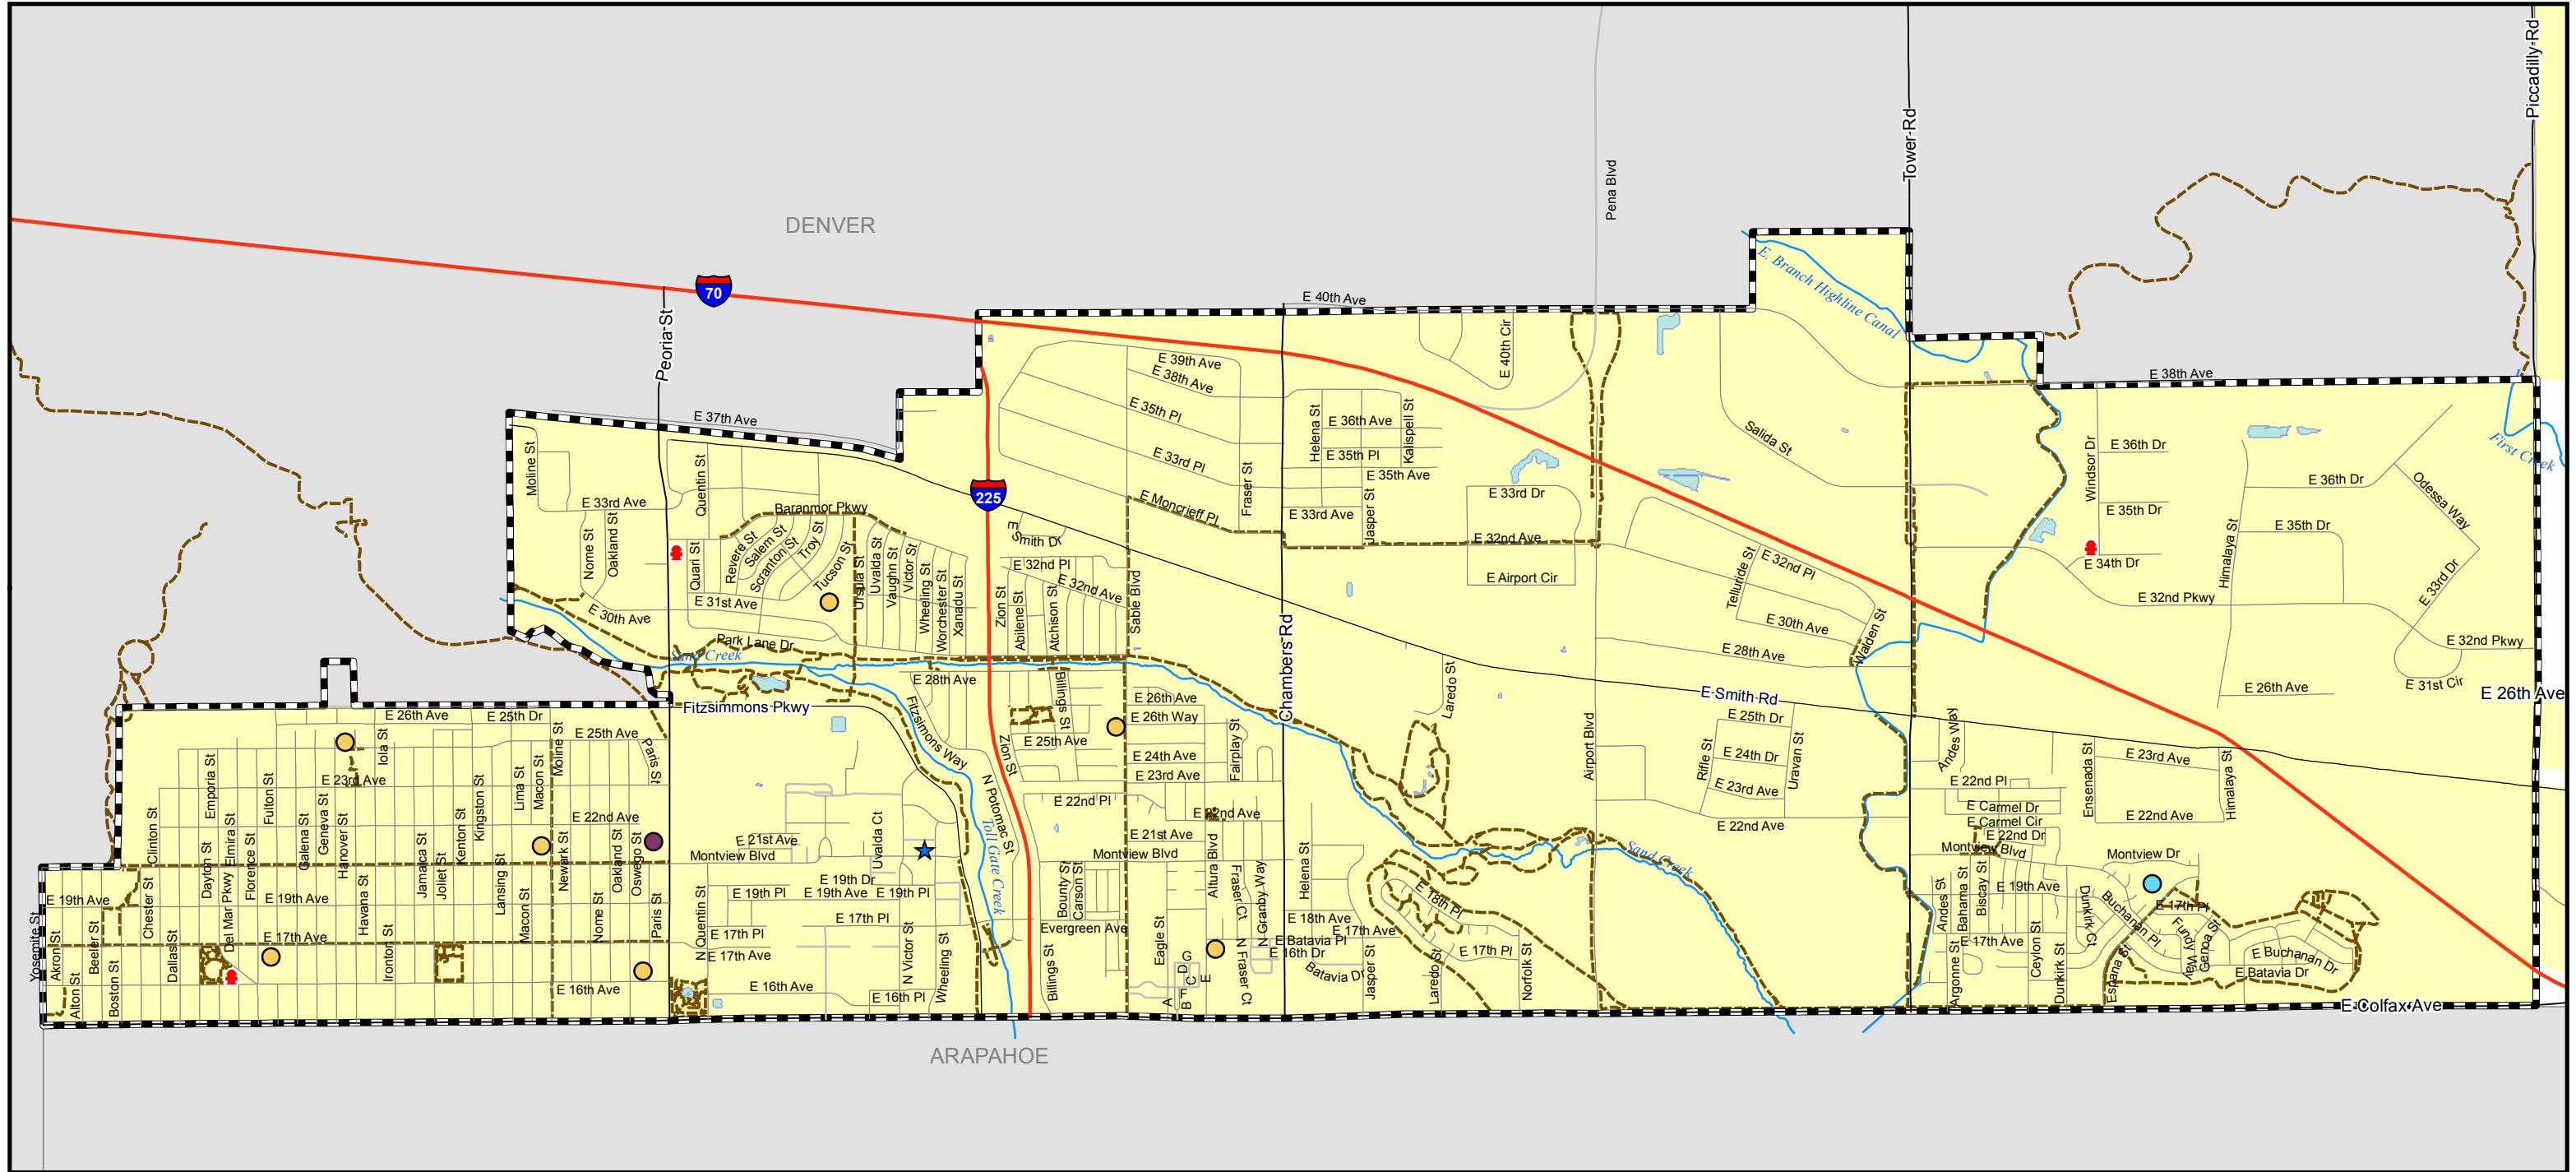 Piccadilly Rd
Tower Rd
Pena Blvd
DENVER
E. Branch Highline Canal
70
E 40th Ave
Peoria St
E 40th Cir
E 39th Ave
E 38th Ave
E 38th Ave
E 37th Ave
E 35th Pl
Helena St
E 36th Ave
Kalispell St
Salida St
Windsor Dr
E 36th Dr
First Creek
Moline St
Quentin St
E 33rd Pl
E 35th Pl
Fraser St
E 35th Ave
E 36th Dr
Odessa Way
225
E 33rd Ave
Baranmor Pkwy
E Moncrieff Pl
E 33rd Ave
Jasper St
E 33rd Dr
E 35th Dr
E 35th Dr
Nome St
Oakland St
Quari St
Revere St
Salem St
Scranton St
Troy St
Tucson St
Ursula St
Uvalda St
Vaughn St
Victor St
Wheeling St
Worchester St
Xanadu St
E Smith Dr
E 32nd Pl
E 32nd Ave
E 32nd Ave
E Airport Cir
Telluride St
E 32nd Pl
E 34th Dr
Himalaya St
E 33rd Dr
E 32nd Pkwy
E 31st Ave
E 30th Ave
Zion St
Abilene St
Atchison St
Sable Blvd
Chambers Rd
E 30th Ave
Walden St
E 32nd Pkwy
Park Lane Dr
Sand Creek
E 28th Ave
E 28th Ave
Billings St
Laredo St
E 31st Cir
E 26th Ave
E 26th Ave
E Smith Rd
Fitzsimmons Pkwy
Fitzsimons Way
E 26th Ave
E 26th Way
E 26th Ave
E 25th Dr
Iola St
Moline St
E 25th Ave
Paris St
Zion St
E 25th Ave
E 24th Ave
E 23rd Ave
Fairplay St
Airport Blvd
E 25th Dr
Rifle St
E 24th Dr
Uravan St
E 23rd Ave
Andes Way
Ensenada St
E 23rd Ave
Himalaya St
E 23rd Ave
Emporia St
Fulton St
Lima St
Macon St
Kingston St
N Potomac St
E 22nd Pl
E 22nd Pl
E Carmel Dr
E Carmel Cir
E 22nd Dr
E 22nd Ave
E 22nd Ave
E 22nd Ave
E 22nd Ave
Clinton St
Elmira St
Galena St
Geneva St
Hanover St
Kenton St
Oakland St
Oswego St
E 21st Ave
Uvalda Ct
Toll Gate Creek
E 21st Ave
Montview Blvd
Montview Blvd
Altura Blvd
Sand Creek
Montview Blvd
Montview Dr
Dayton St
Florence St
Jamaica St
Joliet St
Newark St
Chester St
Del Mar Pkwy
Havana St
Lansing St
Macon St
Nome St
Paris St
E 19th Ave
E 19th Ave
E 19th Pl
E 19th Dr
E 19th Ave
E 19th Pl
Quentin St
Bounty St
Carson St
Fraser Ct
N Granby Way
Helena St
E 19th Ave
Andes St
Bahama St
Biscay St
Dunkirk Ct
Buchanan Pl
E 17th Pl
E 18th Pl
E 18th Ave
E 17th Ave
E 17th Pl
E 17th Pl
Evergreen Ave
E Batavia Pl
E 16th Dr
Batavia Dr
E 17th Pl
E 17th Ave
Fundy Way
Genoa St
Yosemite St
Akron St
Beeler St
Alton St
Boston St
Dallas St
E 17th Ave
Ironton St
N
E 17th Ave
N Victor St
Wheeling St
Billings St
Eagle St
G
D
C
E
F
A
B
N Fraser Ct
Jasper St
Laredo St
Norfolk St
Argonne St
Ceylon St
Dunkirk St
Espana St
E Buchanan Dr
E Batavia Dr
E 16th Ave
E 16th Ave
E 16th Pl
E Colfax Ave
ARAPAHOE